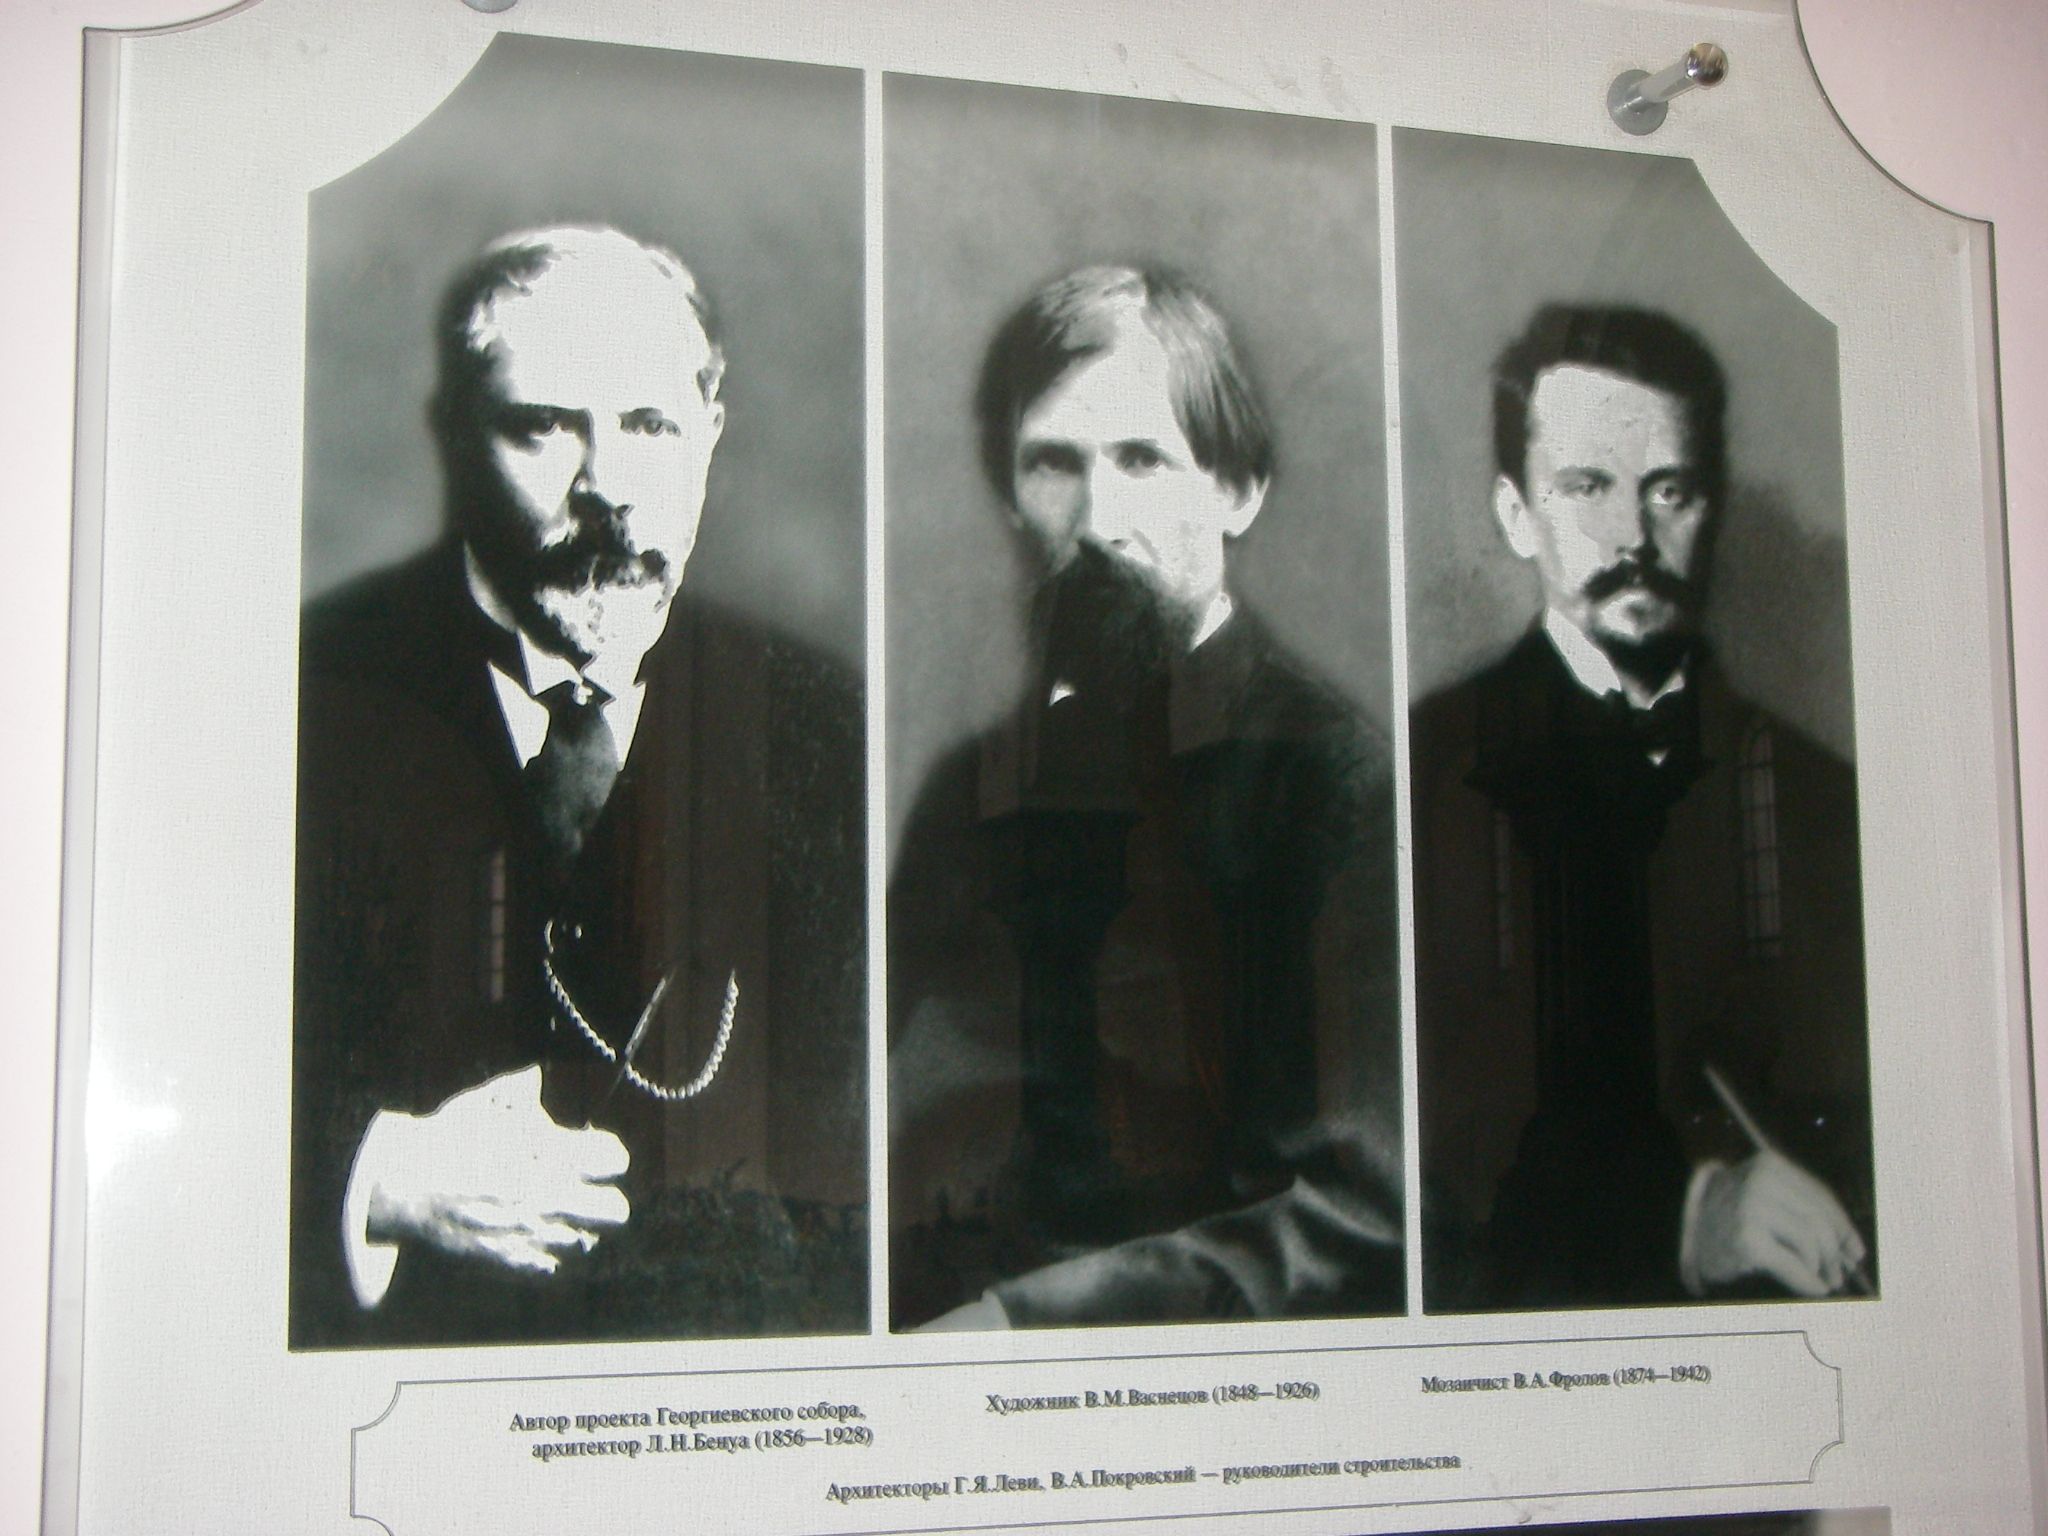 Автор проекта Георгиевского собора,
архитектор Л.Н.Бенуа (1856—1928)
Художник В.М.Васнецов (1848—1926)
Мозаичист В.А.Фролов (1874—1942)
Архитекторы Г.Я.Леви, В.А.Покровский — руководители строительства